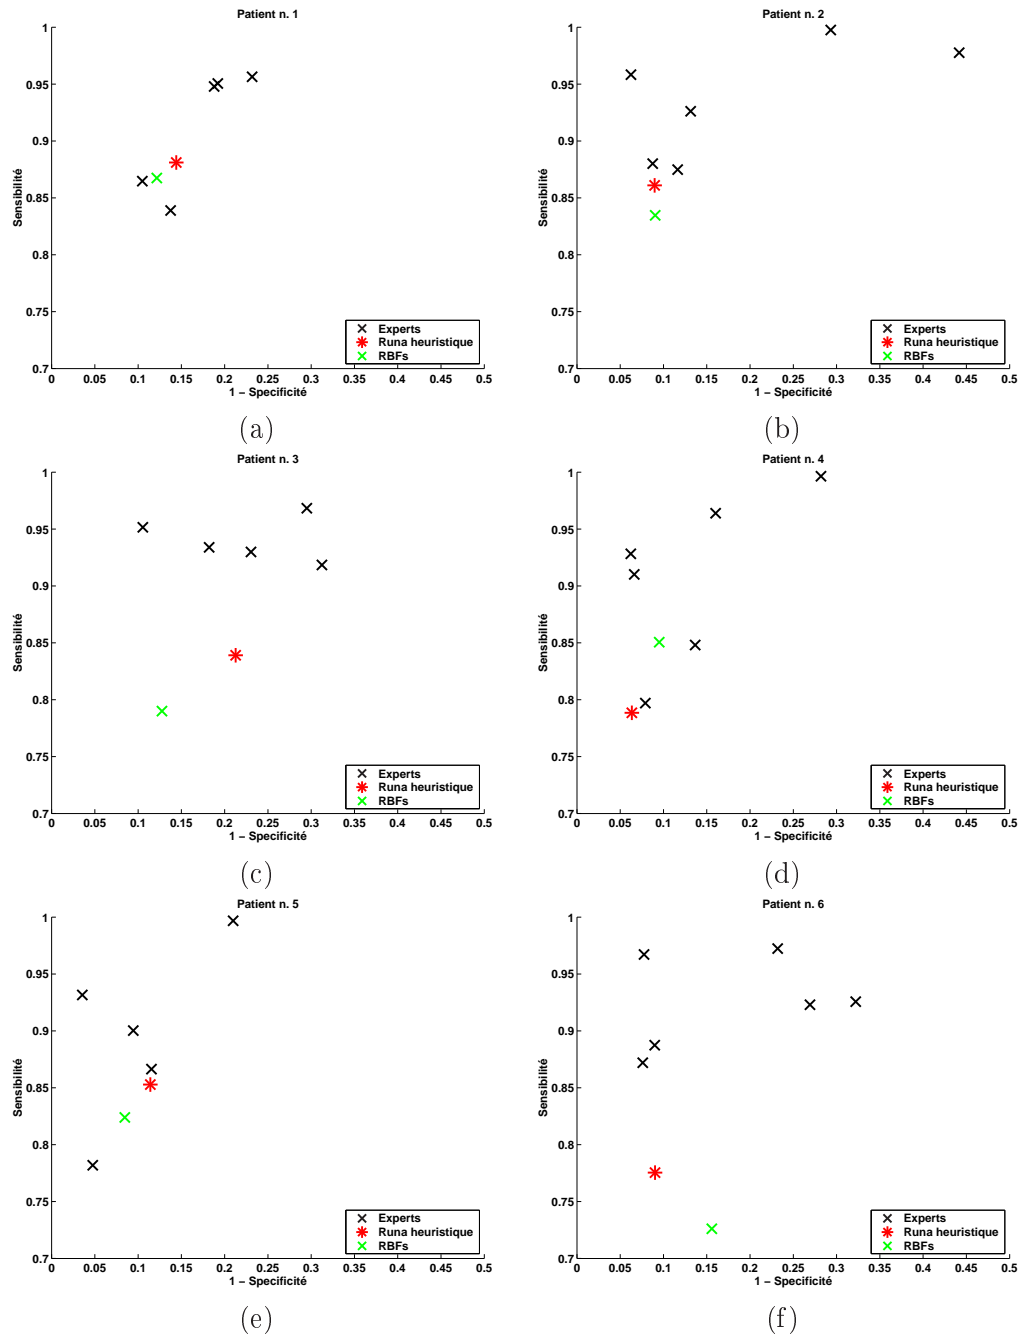 Patient n. 1
1
0.95
0.9
0.85
0.8
0.75
0.7
Sensibilité
0 0.05 0.1 0.15 0.2 0.25 0.3 0.35 0.4 0.45 0.5
1 − Specificité
Experts
Runa heuristique
RBFs
(a)
Patient n. 2
1
0.95
0.9
0.85
0.8
0.75
0.7
Sensibilité
0 0.05 0.1 0.15 0.2 0.25 0.3 0.35 0.4 0.45 0.5
1 − Specificité
Experts
Runa heuristique
RBFs
(b)
Patient n. 3
1
0.95
0.9
0.85
0.8
0.75
0.7
Sensibilité
0 0.05 0.1 0.15 0.2 0.25 0.3 0.35 0.4 0.45 0.5
1 − Specificité
Experts
Runa heuristique
RBFs
(c)
Patient n. 4
1
0.95
0.9
0.85
0.8
0.75
0.7
Sensibilité
0 0.05 0.1 0.15 0.2 0.25 0.3 0.35 0.4 0.45 0.5
1 − Specificité
Experts
Runa heuristique
RBFs
(d)
Patient n. 5
1
0.95
0.9
0.85
0.8
0.75
0.7
Sensibilité
0 0.05 0.1 0.15 0.2 0.25 0.3 0.35 0.4 0.45 0.5
1 − Specificité
Experts
Runa heuristique
RBFs
(e)
Patient n. 6
1
0.95
0.9
0.85
0.8
0.75
0.7
Sensibilité
0 0.05 0.1 0.15 0.2 0.25 0.3 0.35 0.4 0.45 0.5
1 − Specificité
Experts
Runa heuristique
RBFs
(f)